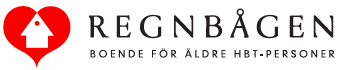 REGNBÅGEN
BOENDE FÖR ÄLDRE HBT-PERSONER